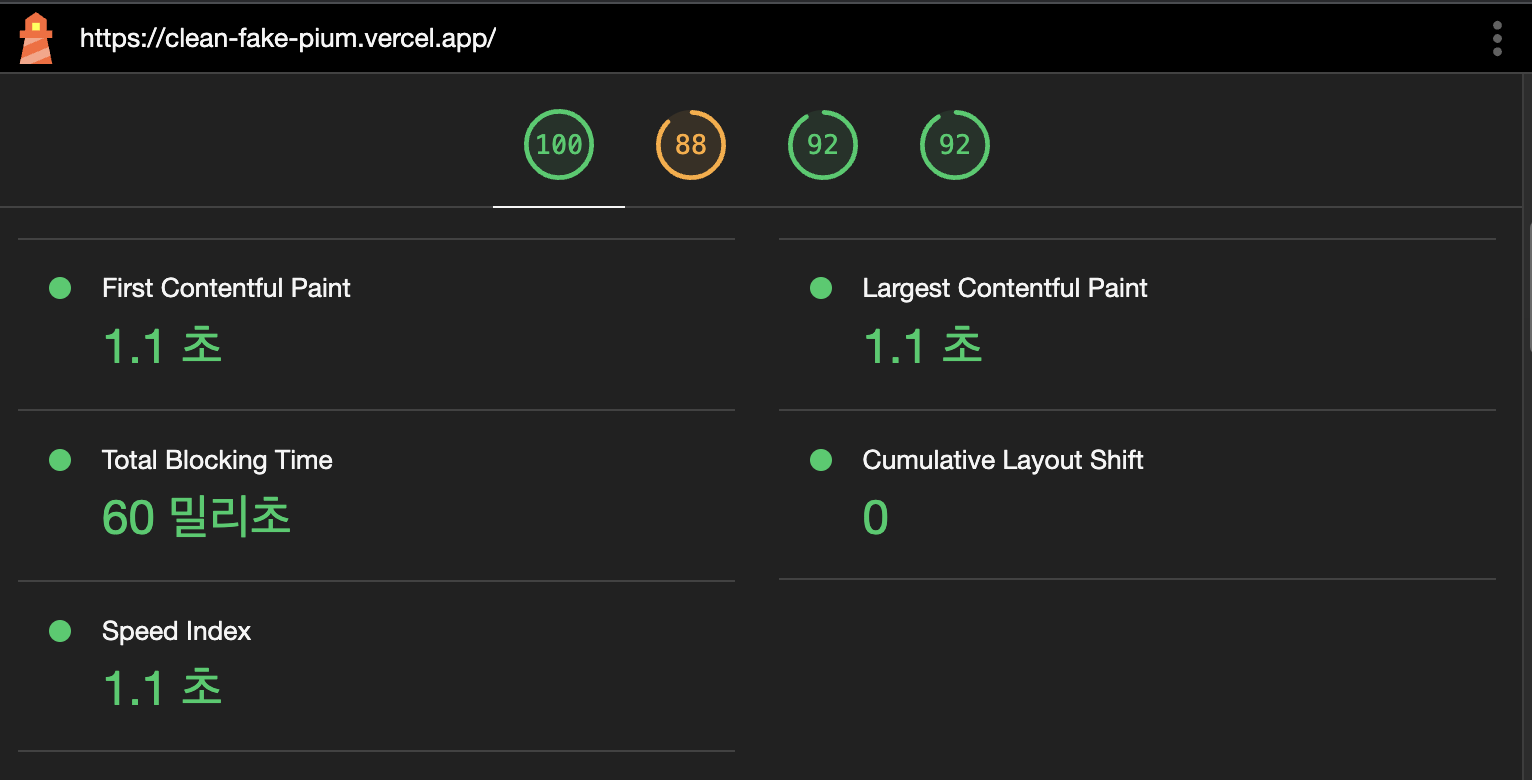 https://clean-fake-pium.vercel.app/
100 88 92 92
First Contentful Paint
1.1 초
Largest Contentful Paint
1.1 초
Total Blocking Time
60 밀리초
Cumulative Layout Shift
0
Speed Index
1.1 초